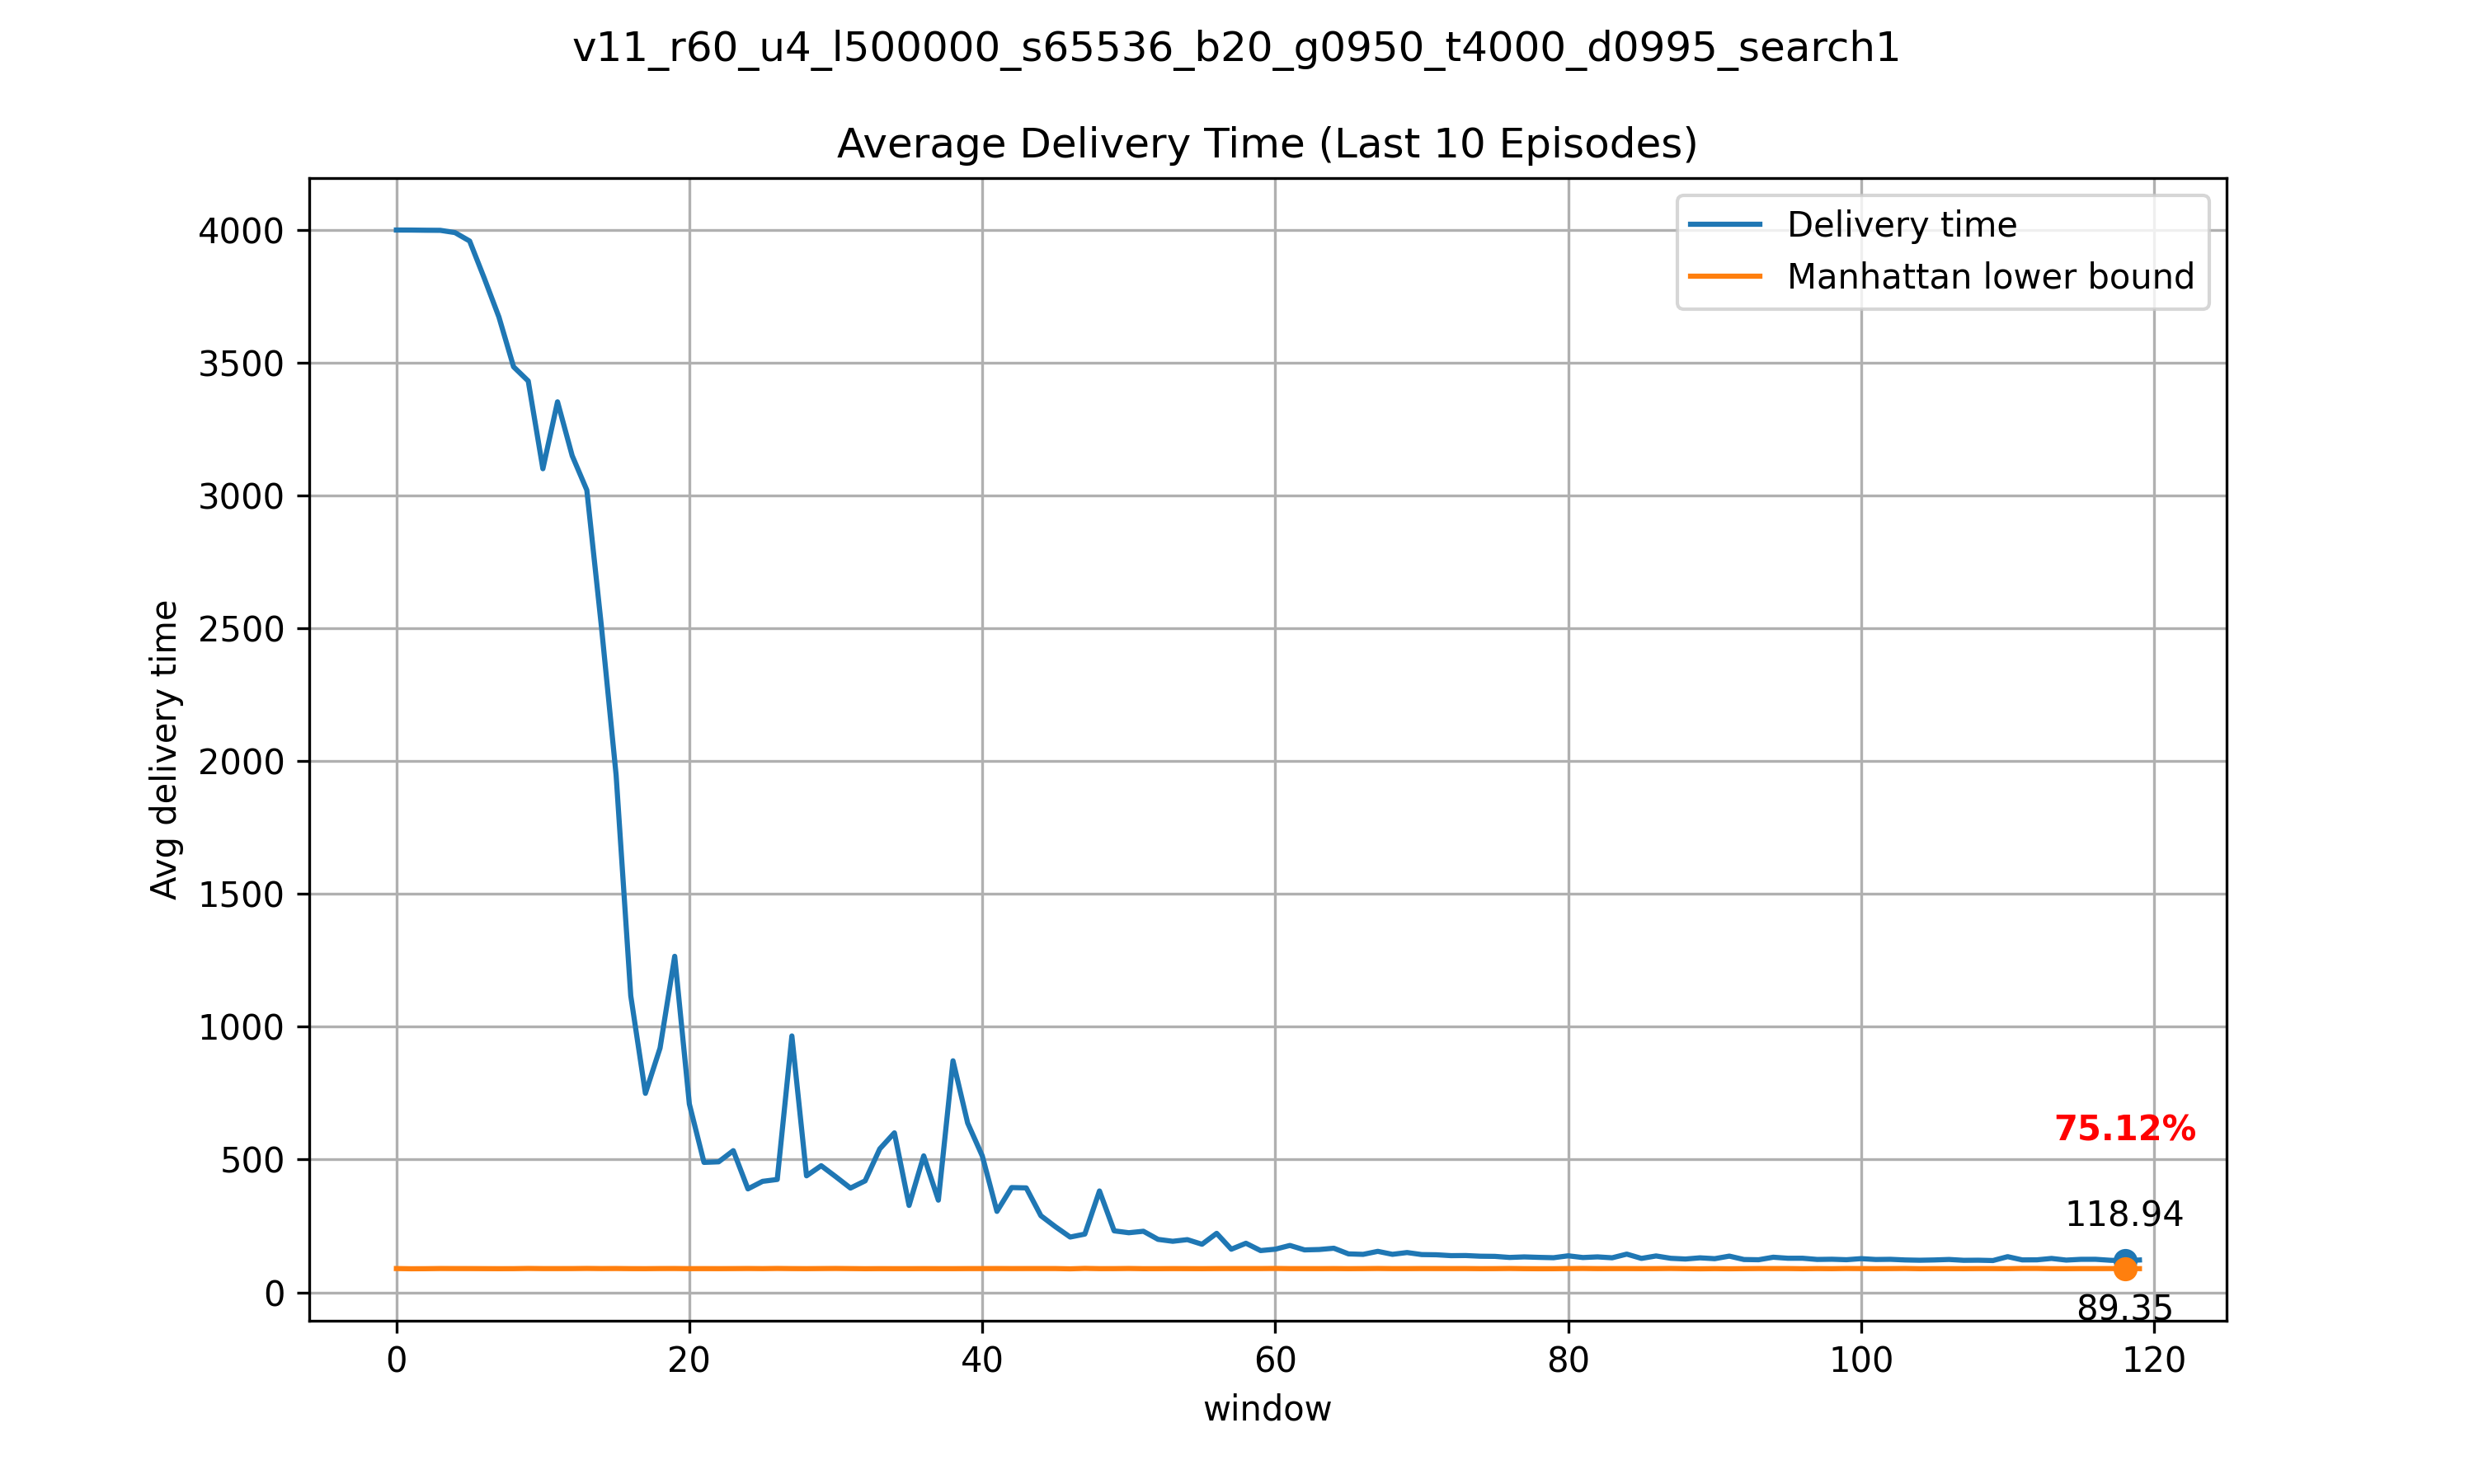 v11_r60_u4_l500000_s65536_b20_g0950_t4000_d0995_search1
Average Delivery Time (Last 10 Episodes)
Delivery time
Manhattan lower bound
Avg delivery time
4000
3500
3000
2500
2000
1500
1000
500
0
75.12%
118.94
89.35
0 20 40 60 80 100 120
window